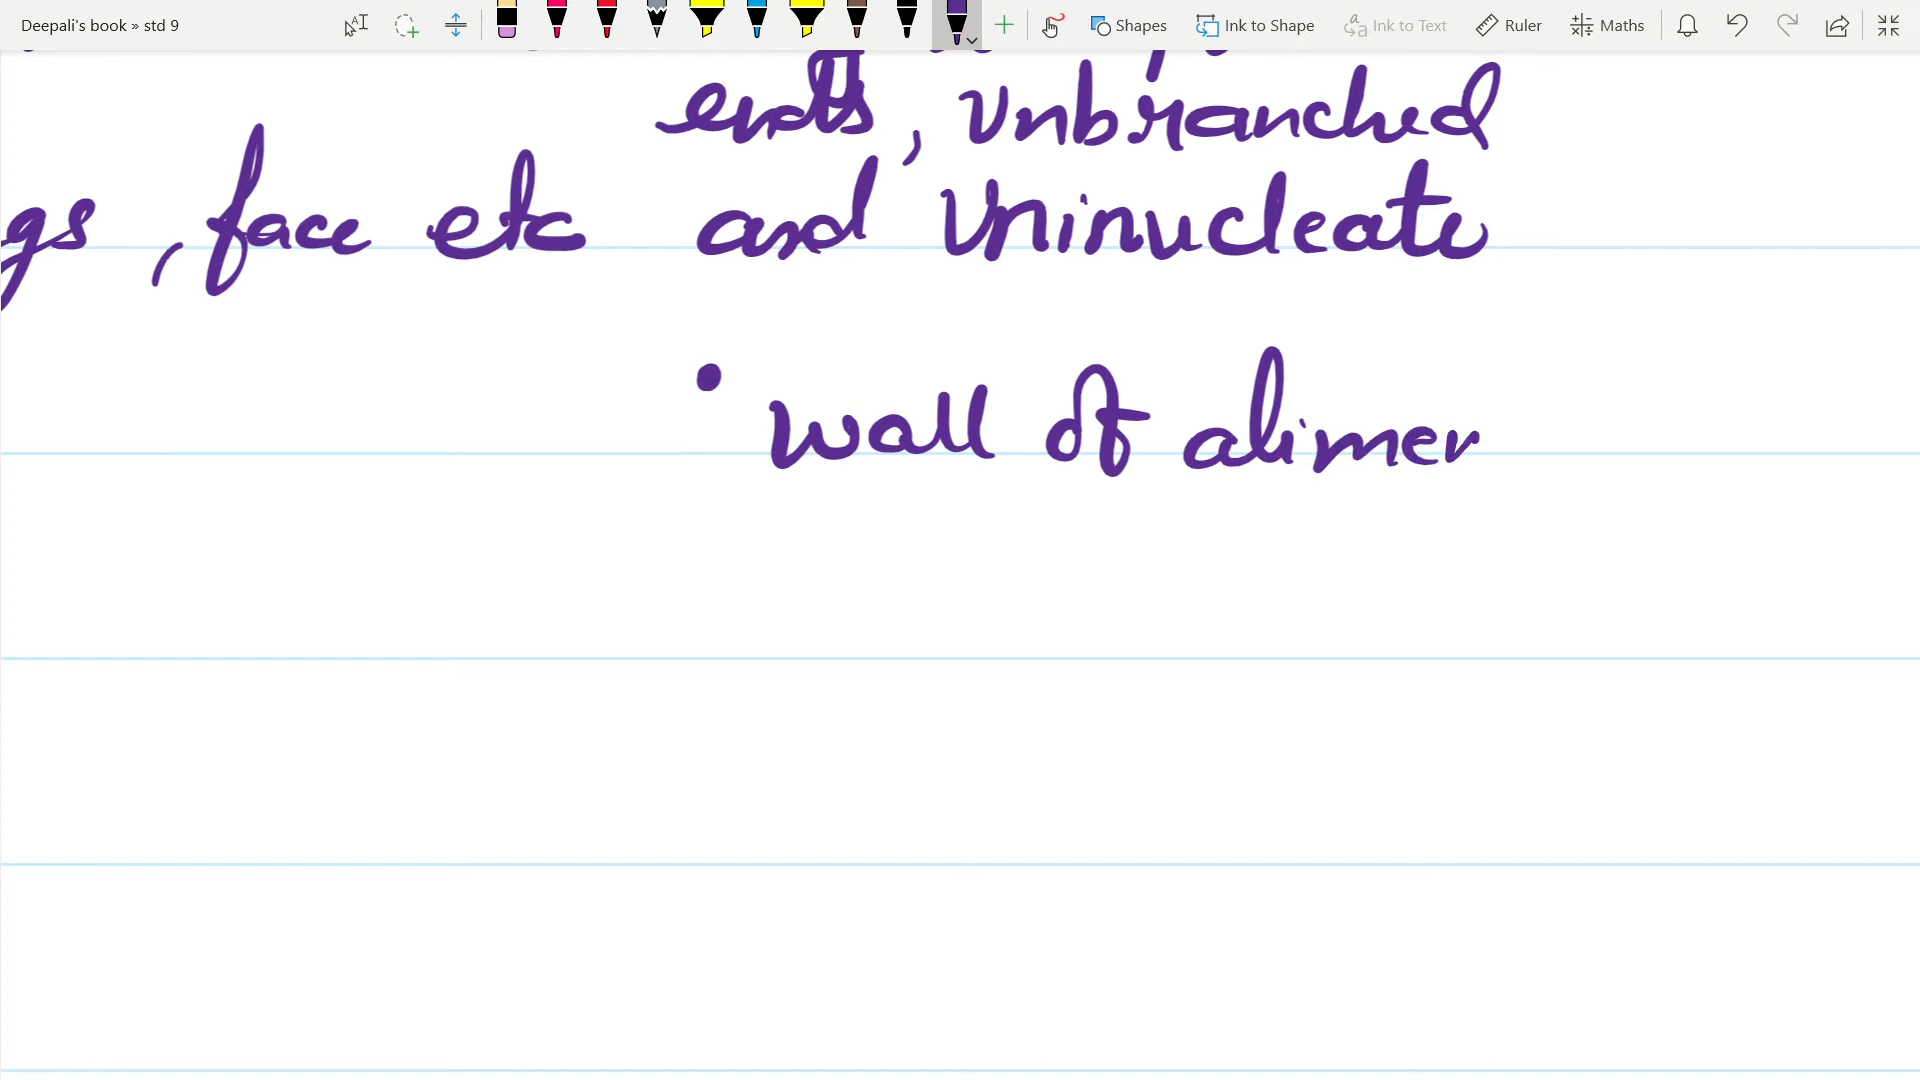 Deepali's book » std 9
Shapes
Ink to Shape
Ink to Text
Ruler
Maths
ends, unbranched
gs, face etc and uninucleate
• wall of alimen